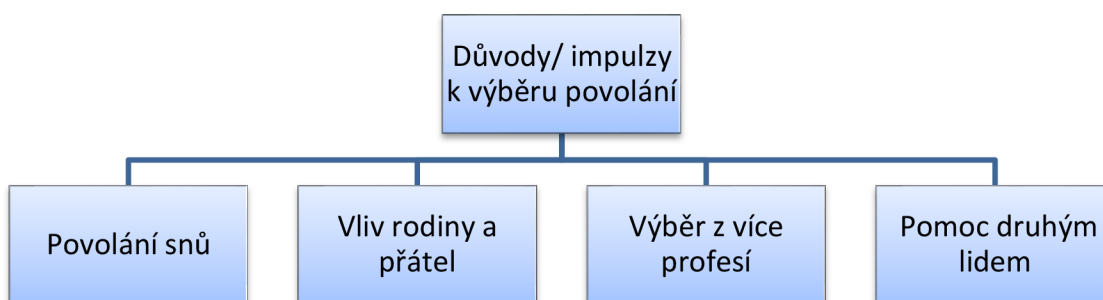 Důvody/ impulzy
k výběru povolání
Povolání snů
Vliv rodiny a
přátel
Výběr z více
profesí
Pomoc druhým
lidem